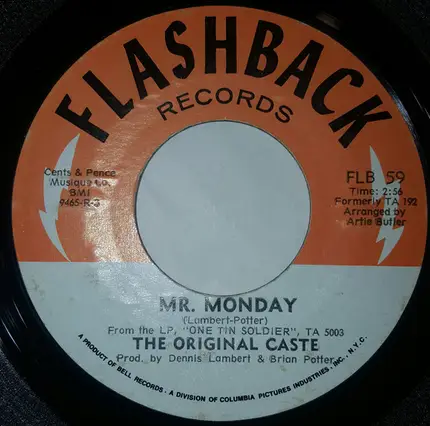 FLASHBACK
RECORDS
Cents & Pence
Musique Co.
BMI
9465-R-3
FLB 59
Time: 2:56
Formerly TA 192
Arranged by
Artie Butler
MR. MONDAY
(Lambert-Potter)
From the LP, "ONE TIN SOLDIER", TA 5003
THE ORIGINAL CASTE
Prod. by Dennis Lambert & Brian Potter
A PRODUCT OF BELL RECORDS - A DIVISION OF COLUMBIA PICTURES INDUSTRIES, INC., N.Y.C.